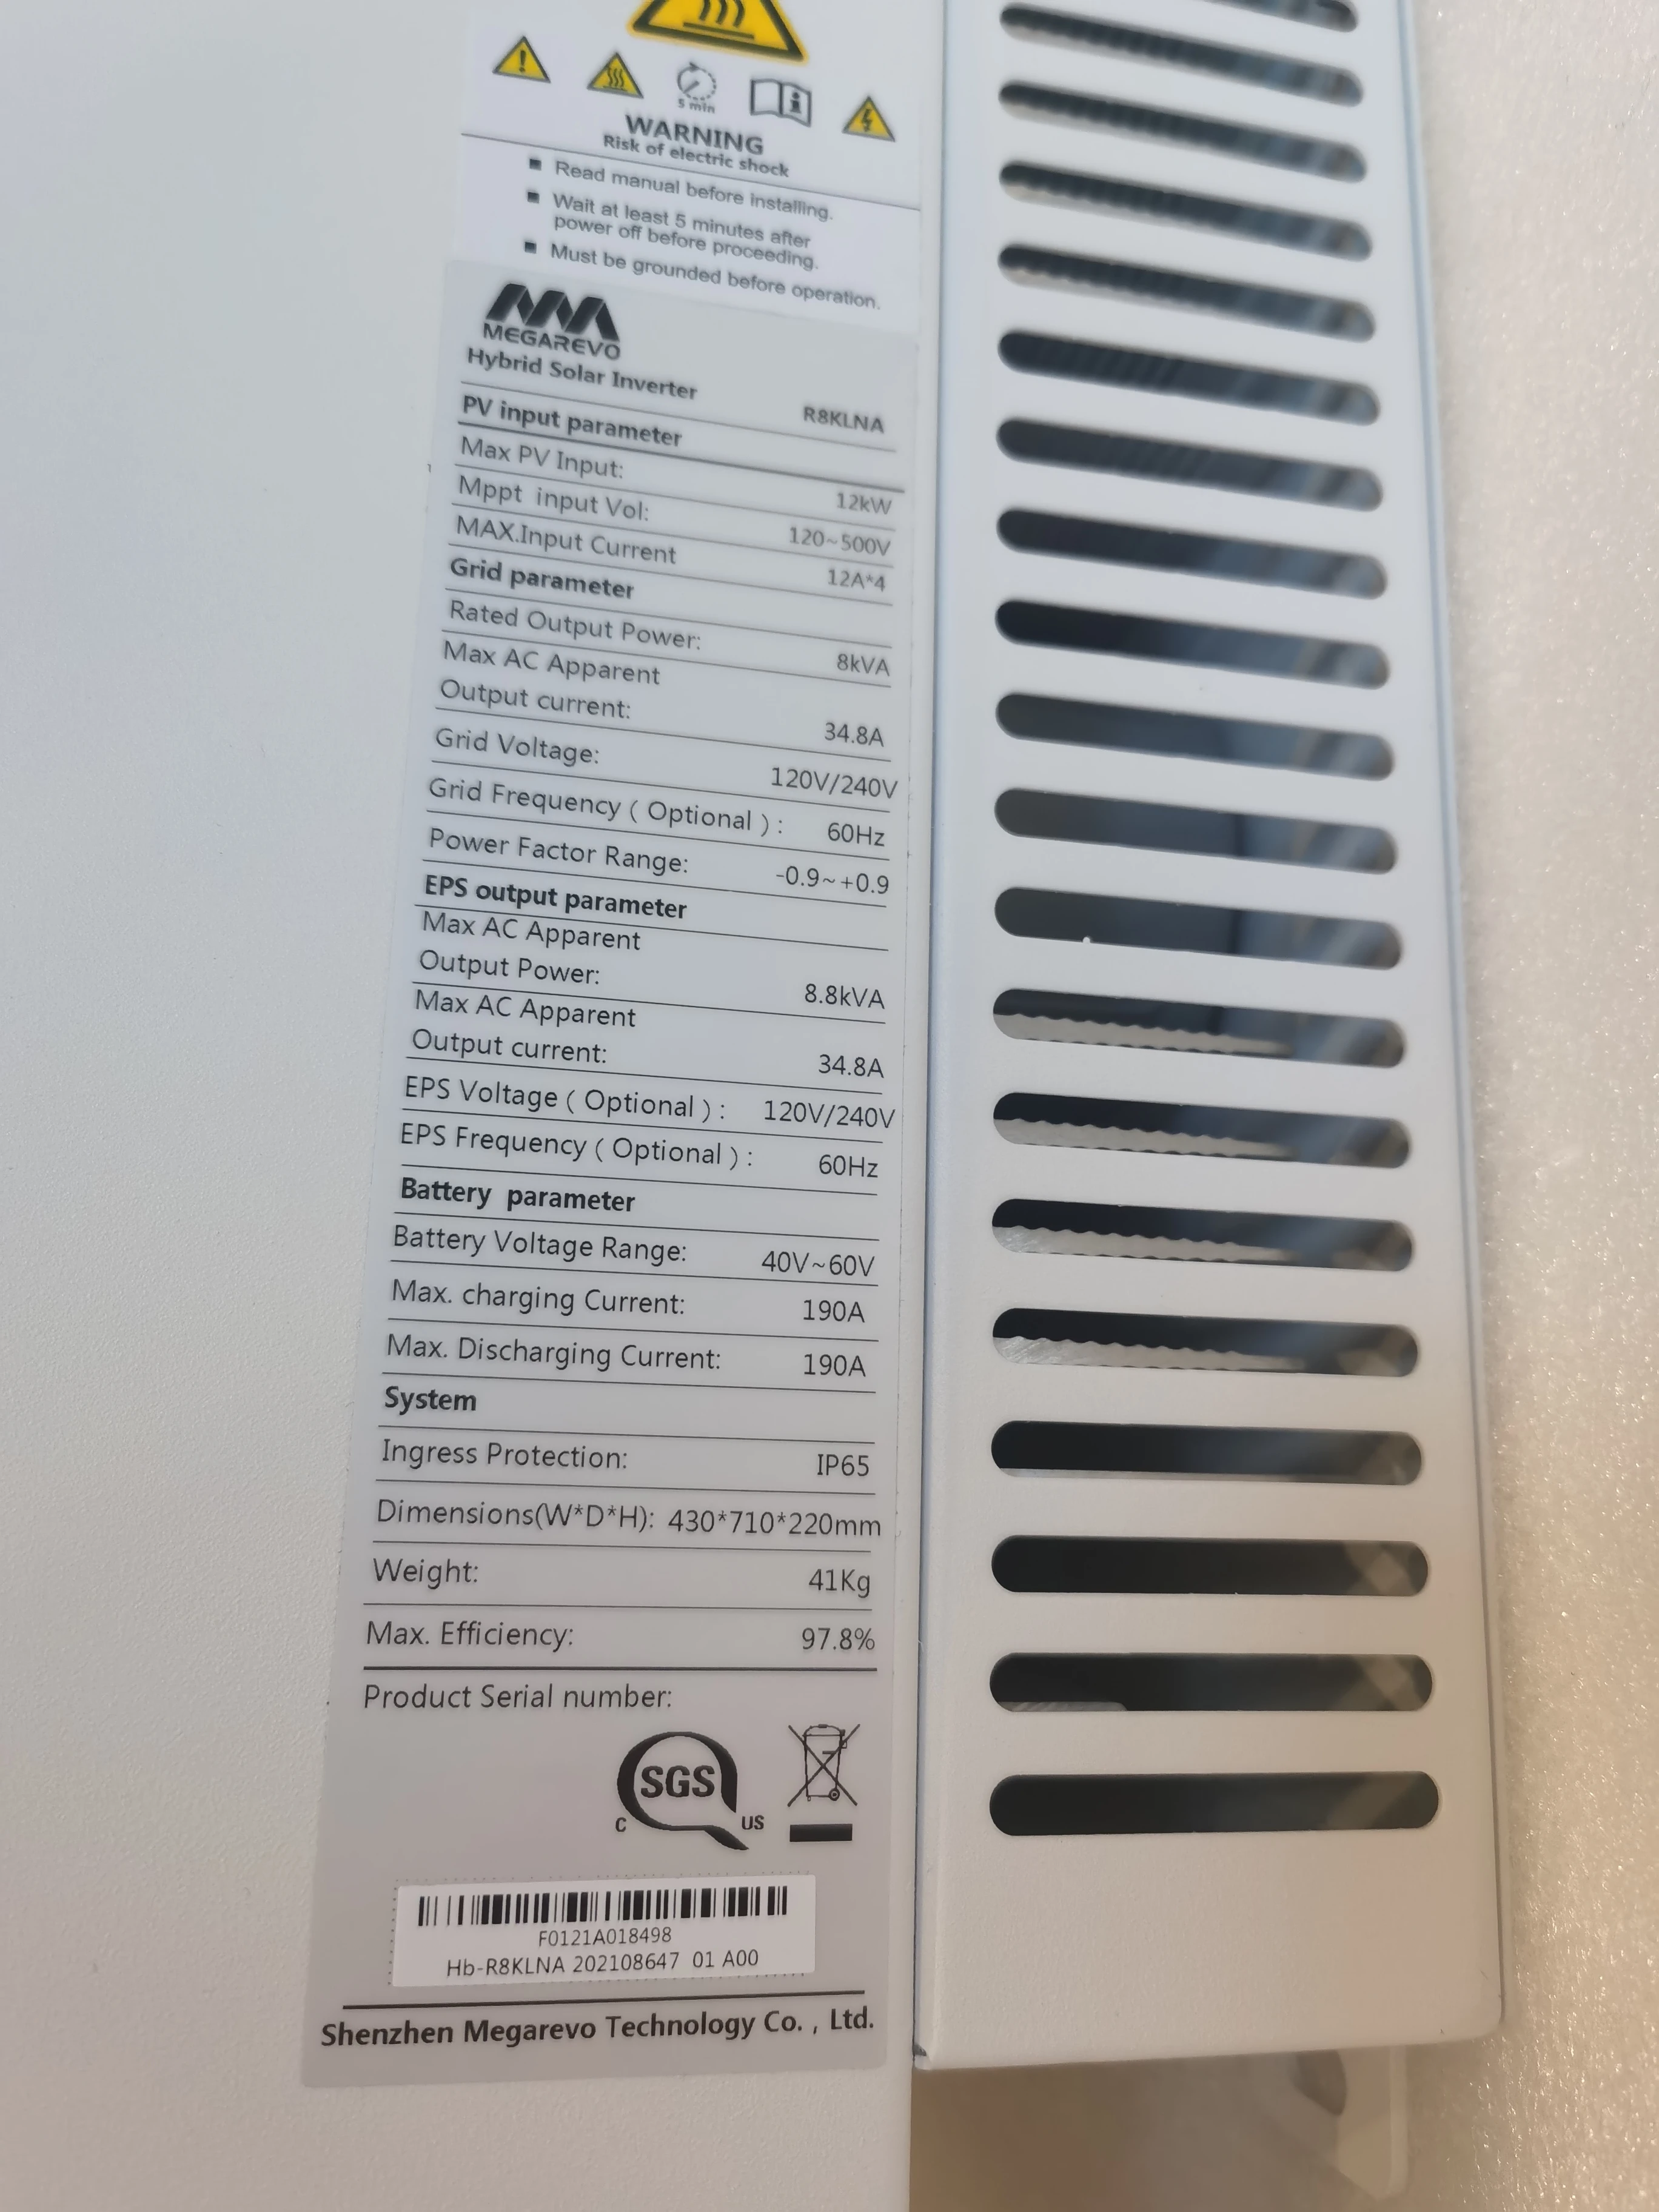 5 min
WARNING
Risk of electric shock
Read manual before installing.
Wait at least 5 minutes after
power off before proceeding.
Must be grounded before operation.
MEGAREVO
Hybrid Solar Inverter R8KLNA
PV input parameter
Max PV Input: 12kW
Mppt input Vol: 120~500V
MAX.Input Current 12A*4
Grid parameter
Rated Output Power: 8kVA
Max AC Apparent
Output current: 34.8A
Grid Voltage: 120V/240V
Grid Frequency ( Optional ) : 60Hz
Power Factor Range: -0.9~+0.9
EPS output parameter
Max AC Apparent
Output Power: 8.8kVA
Max AC Apparent
Output current: 34.8A
EPS Voltage ( Optional ) : 120V/240V
EPS Frequency ( Optional ) : 60Hz
Battery parameter
Battery Voltage Range: 40V~60V
Max. charging Current: 190A
Max. Discharging Current: 190A
System
Ingress Protection: IP65
Dimensions(W*D*H): 430*710*220mm
Weight: 41Kg
Max. Efficiency: 97.8%
Product Serial number:
SGS
C US
F0121A018498
Hb-R8KLNA 202108647 01 A00
Shenzhen Megarevo Technology Co. , Ltd.